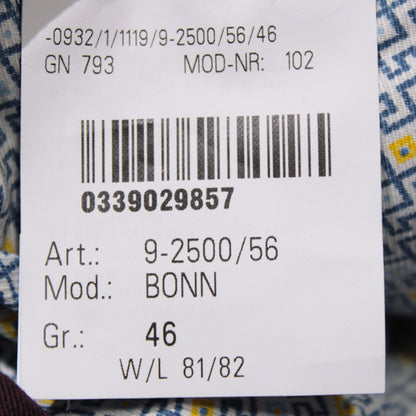 -0932/1/1119/9-2500/56/46
GN 793 MOD-NR: 102
0339029857
Art.: 9-2500/56
Mod.: BONN
Gr.: 46
W/L 81/82